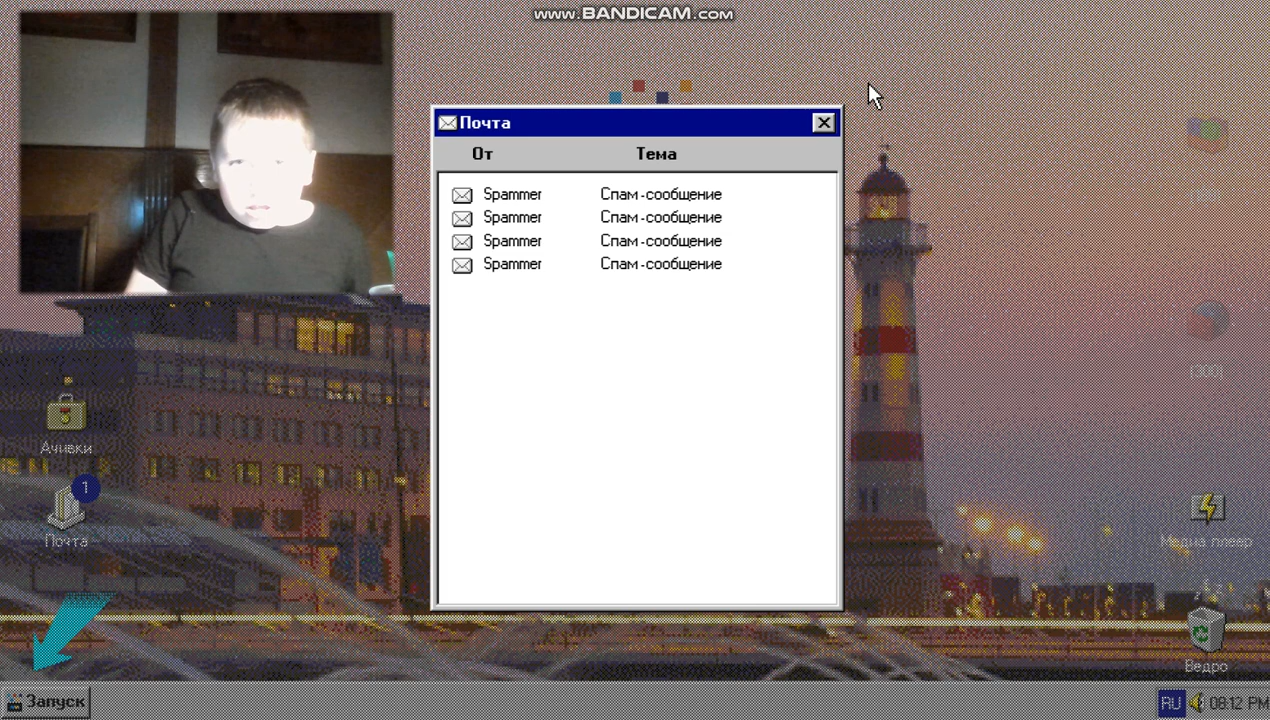 www.BANDICAM.com
Почта
От Тема
Spammer Спам-сообщение
Spammer Спам-сообщение
Spammer Спам-сообщение
Spammer Спам-сообщение
(300)
Ачивки
1
Почта
Медиа плеер
Ведро
Запуск
RU 08:12 PM